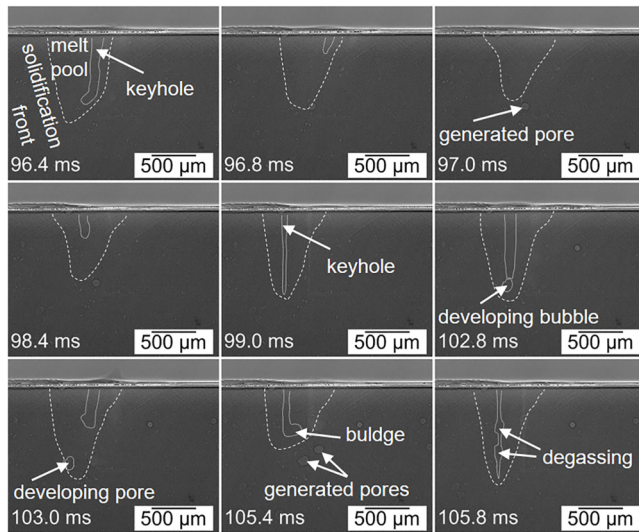 melt
pool
keyhole
solidification
front
96.4 ms
500 µm
96.8 ms
500 µm
generated pore
97.0 ms
500 µm
98.4 ms
500 µm
keyhole
99.0 ms
500 µm
developing bubble
102.8 ms
500 µm
developing pore
103.0 ms
500 µm
buldge
generated pores
105.4 ms
500 µm
degassing
105.8 ms
500 µm